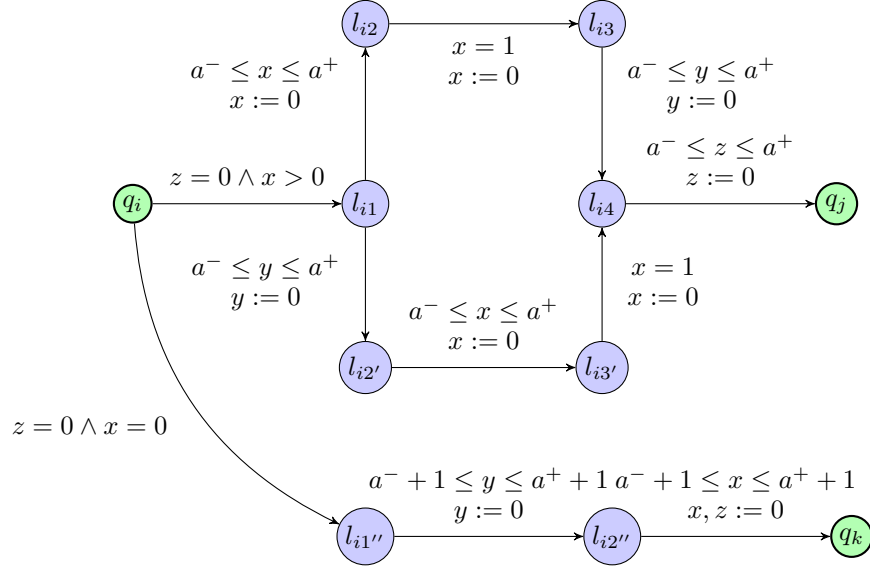 l_{i2}
l_{i3}
x = 1
x := 0
a^- ≤ x ≤ a^+
x := 0
a^- ≤ y ≤ a^+
y := 0
a^- ≤ z ≤ a^+
z := 0
q_i
z = 0 ∧ x > 0
l_{i1}
l_{i4}
q_j
a^- ≤ y ≤ a^+
y := 0
x = 1
x := 0
a^- ≤ x ≤ a^+
x := 0
l_{i2'}
l_{i3'}
z = 0 ∧ x = 0
a^- + 1 ≤ y ≤ a^+ + 1
y := 0
a^- + 1 ≤ x ≤ a^+ + 1
x, z := 0
l_{i1''}
l_{i2''}
q_k